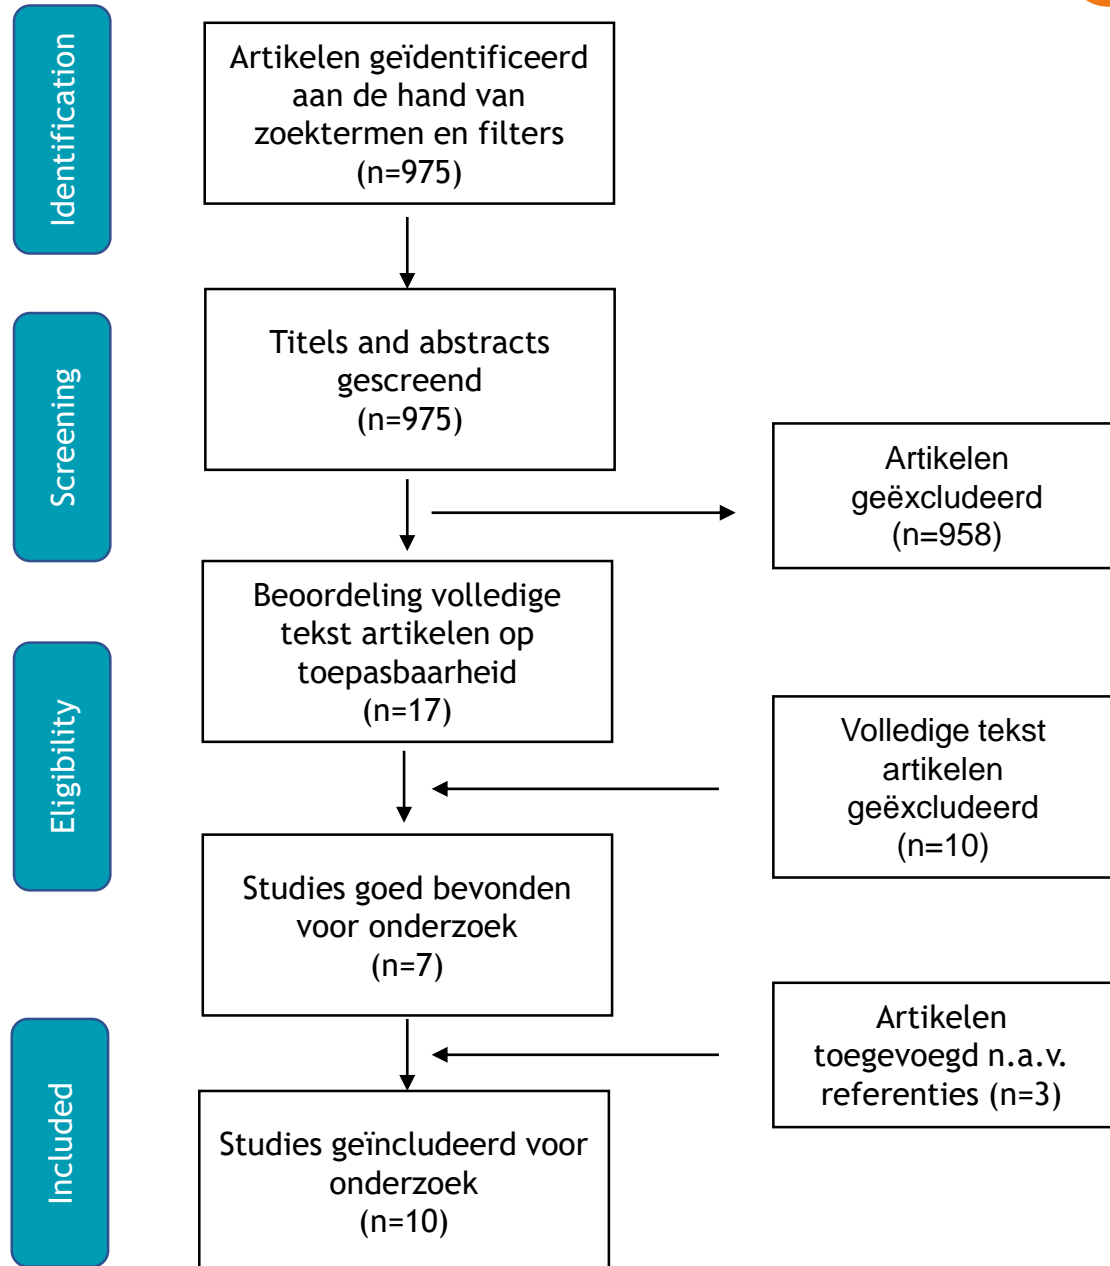 Identification
Artikelen geïdentificeerd
aan de hand van
zoektermen en filters
(n=975)
Screening
Titels and abstracts
gescreend
(n=975)
Artikelen
geëxcludeerd
(n=958)
Eligibility
Beoordeling volledige
tekst artikelen op
toepasbaarheid
(n=17)
Volledige tekst
artikelen
geëxcludeerd
(n=10)
Studies goed bevonden
voor onderzoek
(n=7)
Included
Artikelen
toegevoegd n.a.v.
referenties (n=3)
Studies geïncludeerd voor
onderzoek
(n=10)